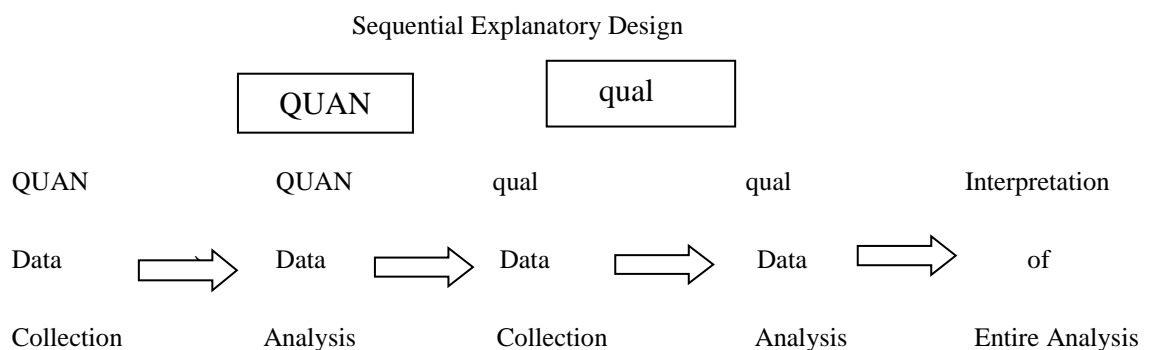 Sequential Explanatory Design
QUAN qual
QUAN QUAN qual qual Interpretation
Data Data Data Data of
Collection Analysis Collection Analysis Entire Analysis